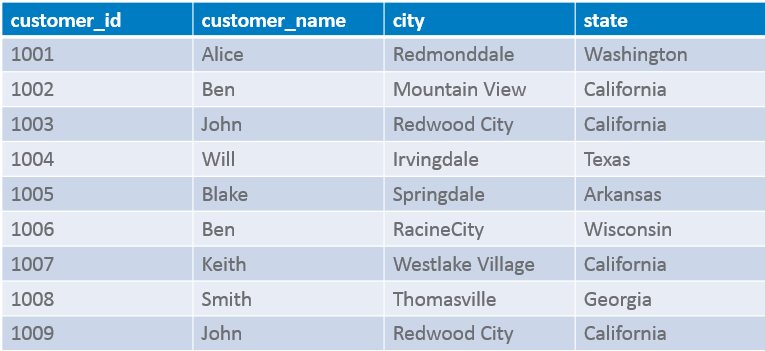 customer_id customer_name city state
1001 Alice Redmonddale Washington
1002 Ben Mountain View California
1003 John Redwood City California
1004 Will Irvingdale Texas
1005 Blake Springdale Arkansas
1006 Ben RacineCity Wisconsin
1007 Keith Westlake Village California
1008 Smith Thomasville Georgia
1009 John Redwood City California